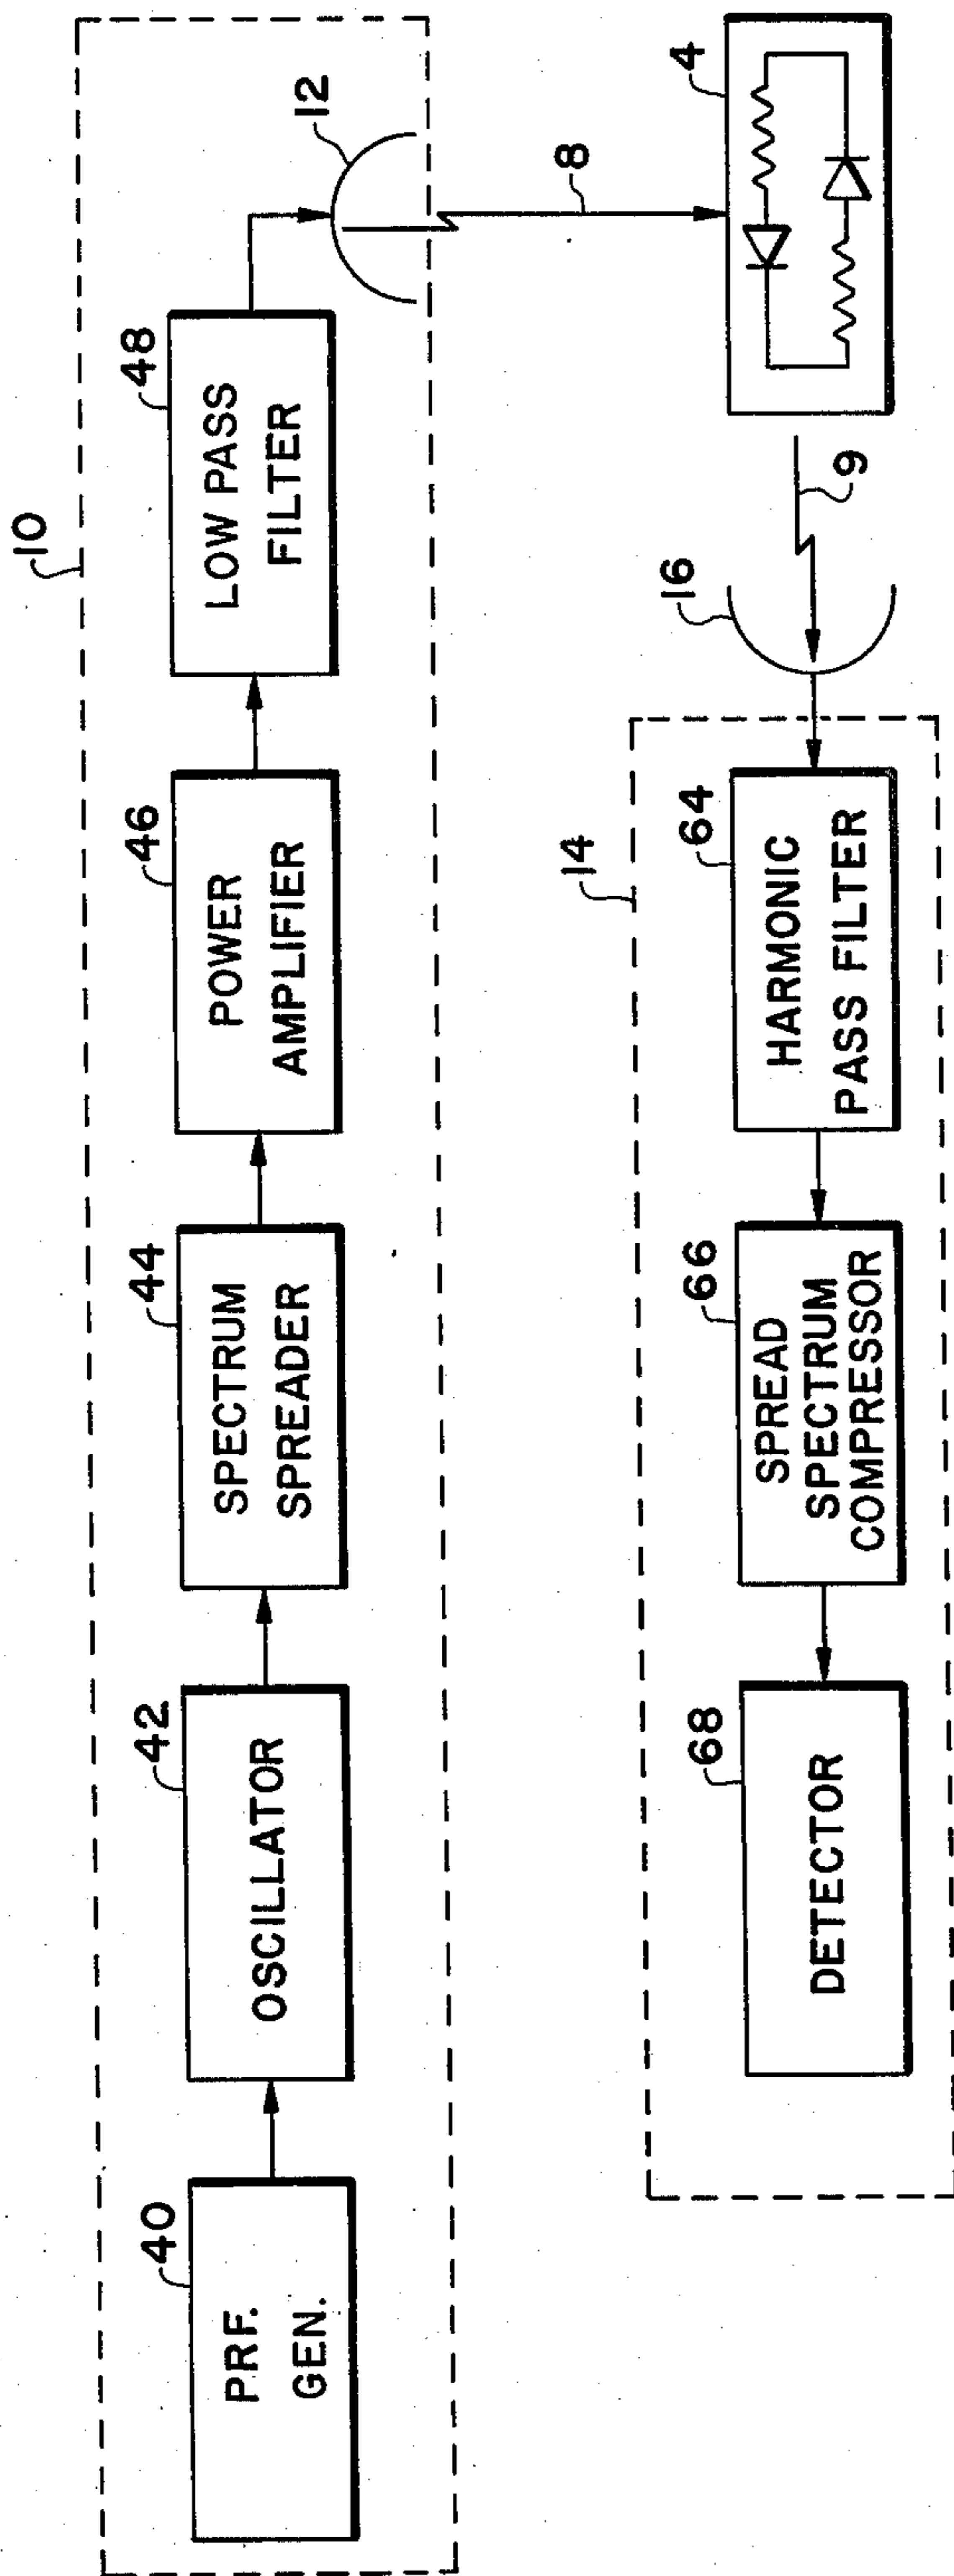 10
40
PRF.
GEN.
42
OSCILLATOR
44
SPECTRUM
SPREADER
46
POWER
AMPLIFIER
48
LOW PASS
FILTER
12
8
4
9
16
14
64
HARMONIC
PASS FILTER
66
SPREAD
SPECTRUM
COMPRESSOR
68
DETECTOR